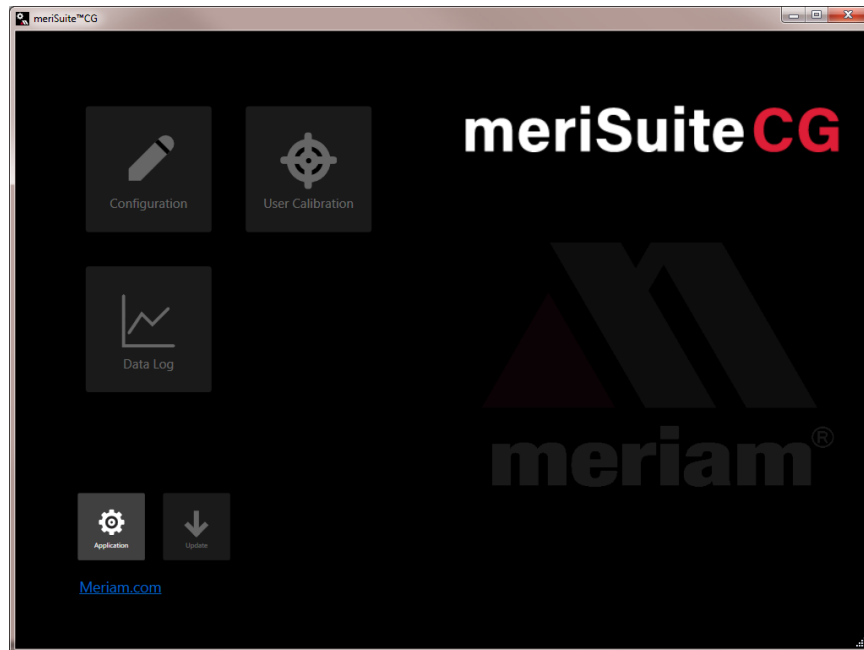 meriSuite™CG
meriSuite CG
Configuration
User Calibration
Data Log
meriam®
Application
Update
Meriam.com